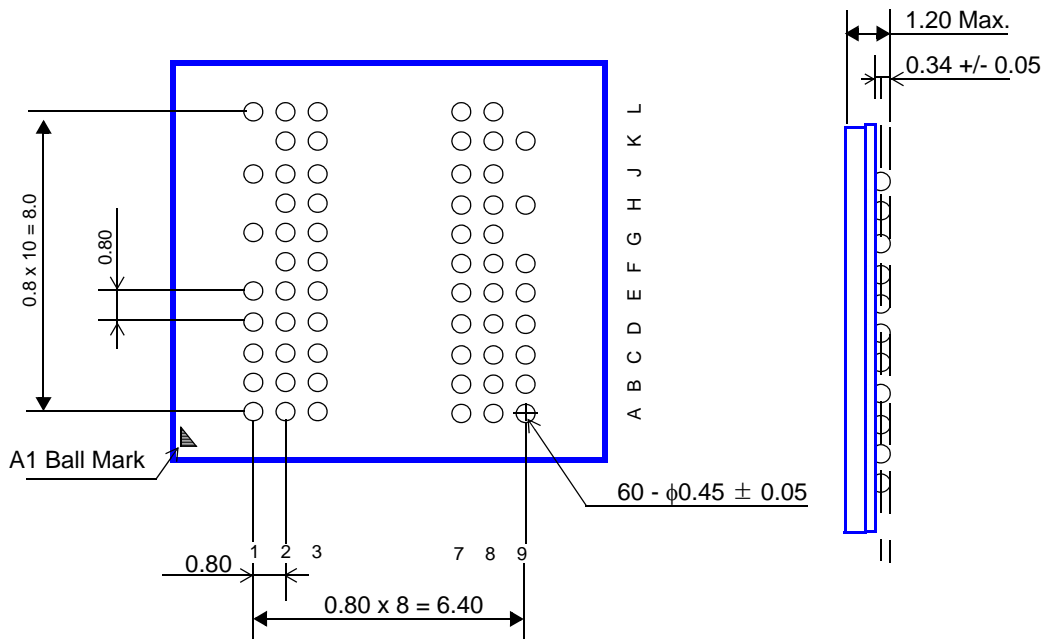 1.20 Max.
0.34 +/- 0.05
L
K
J
H
G
F
E
D
C
B
A
0.8 x 10 = 8.0
0.80
A1 Ball Mark
60 - ϕ0.45 ± 0.05
1 2 3 7 8 9
0.80
0.80 x 8 = 6.40